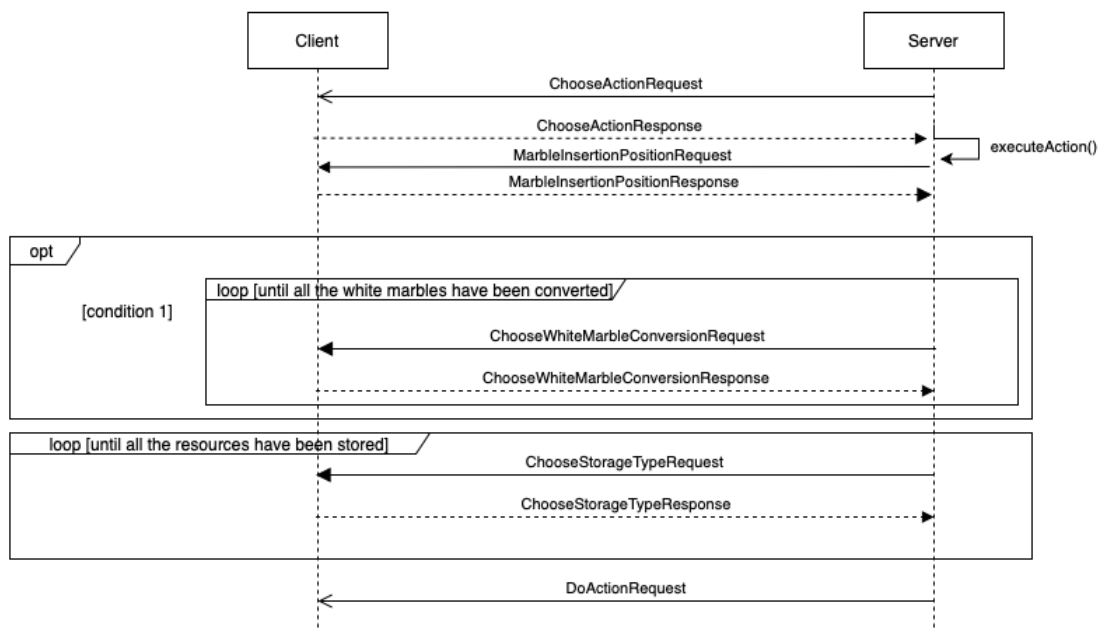 Client
Server
ChooseActionRequest
ChooseActionResponse
executeAction()
MarbleInsertionPositionRequest
MarbleInsertionPositionResponse
opt
loop [until all the white marbles have been converted]
[condition 1]
ChooseWhiteMarbleConversionRequest
ChooseWhiteMarbleConversionResponse
loop [until all the resources have been stored]
ChooseStorageTypeRequest
ChooseStorageTypeResponse
DoActionRequest